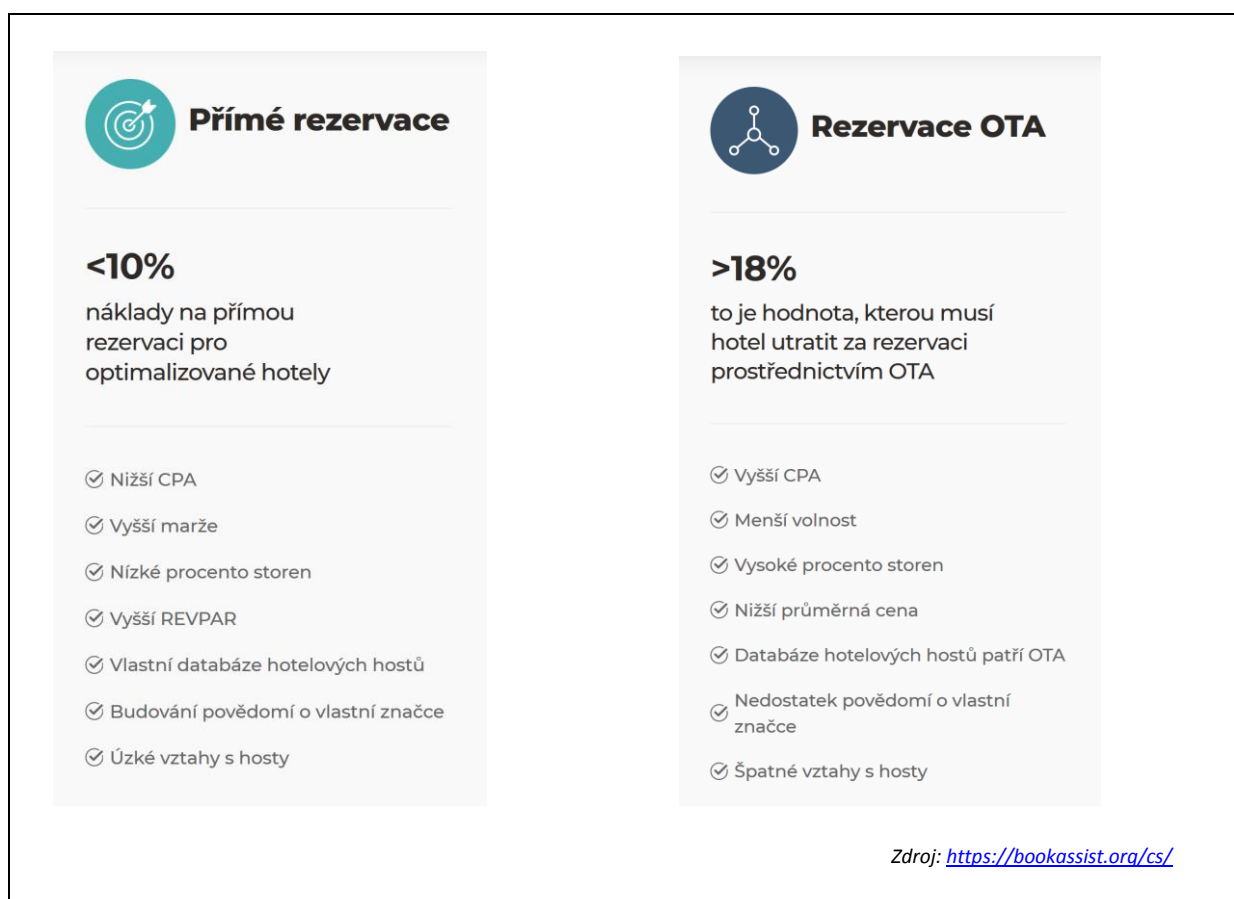 Přímé rezervace
<10%
náklady na přímou
rezervaci pro
optimalizované hotely
Nižší CPA
Vyšší marže
Nízké procento storen
Vyšší REVPAR
Vlastní databáze hotelových hostů
Budování povědomí o vlastní značce
Úzké vztahy s hosty
Rezervace OTA
>18%
to je hodnota, kterou musí
hotel utratit za rezervaci
prostřednictvím OTA
Vyšší CPA
Menší volnost
Vysoké procento storen
Nižší průměrná cena
Databáze hotelových hostů patří OTA
Nedostatek povědomí o vlastní
značce
Špatné vztahy s hosty
Zdroj: https://bookassist.org/cs/